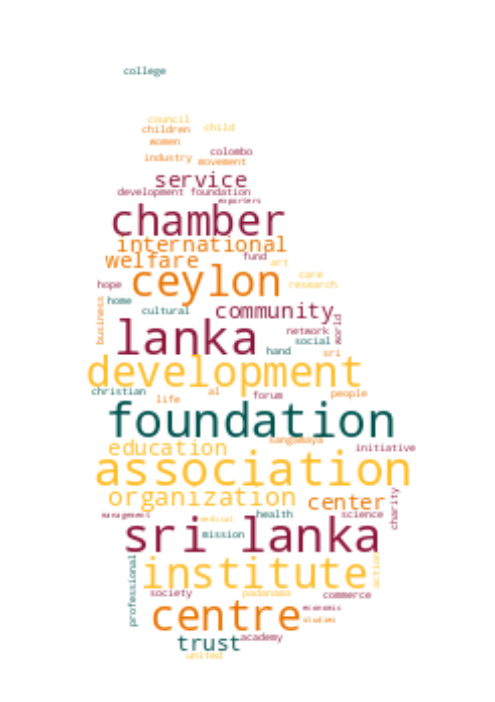 college
council
children child
women
colombo
industry movement
service
development foundation
exporters
chamber
international
welfare fund art
ceylon care
hope research
home
business cultural community
world
lanka network
social
hand sri
development
christian al people
life forum
foundation
sangamaya
education initiative
association
organization center
charity
management medical health science
sri lanka
mission
institute action
professional
society padanama commerce
centre economic
studies
trust academy
united